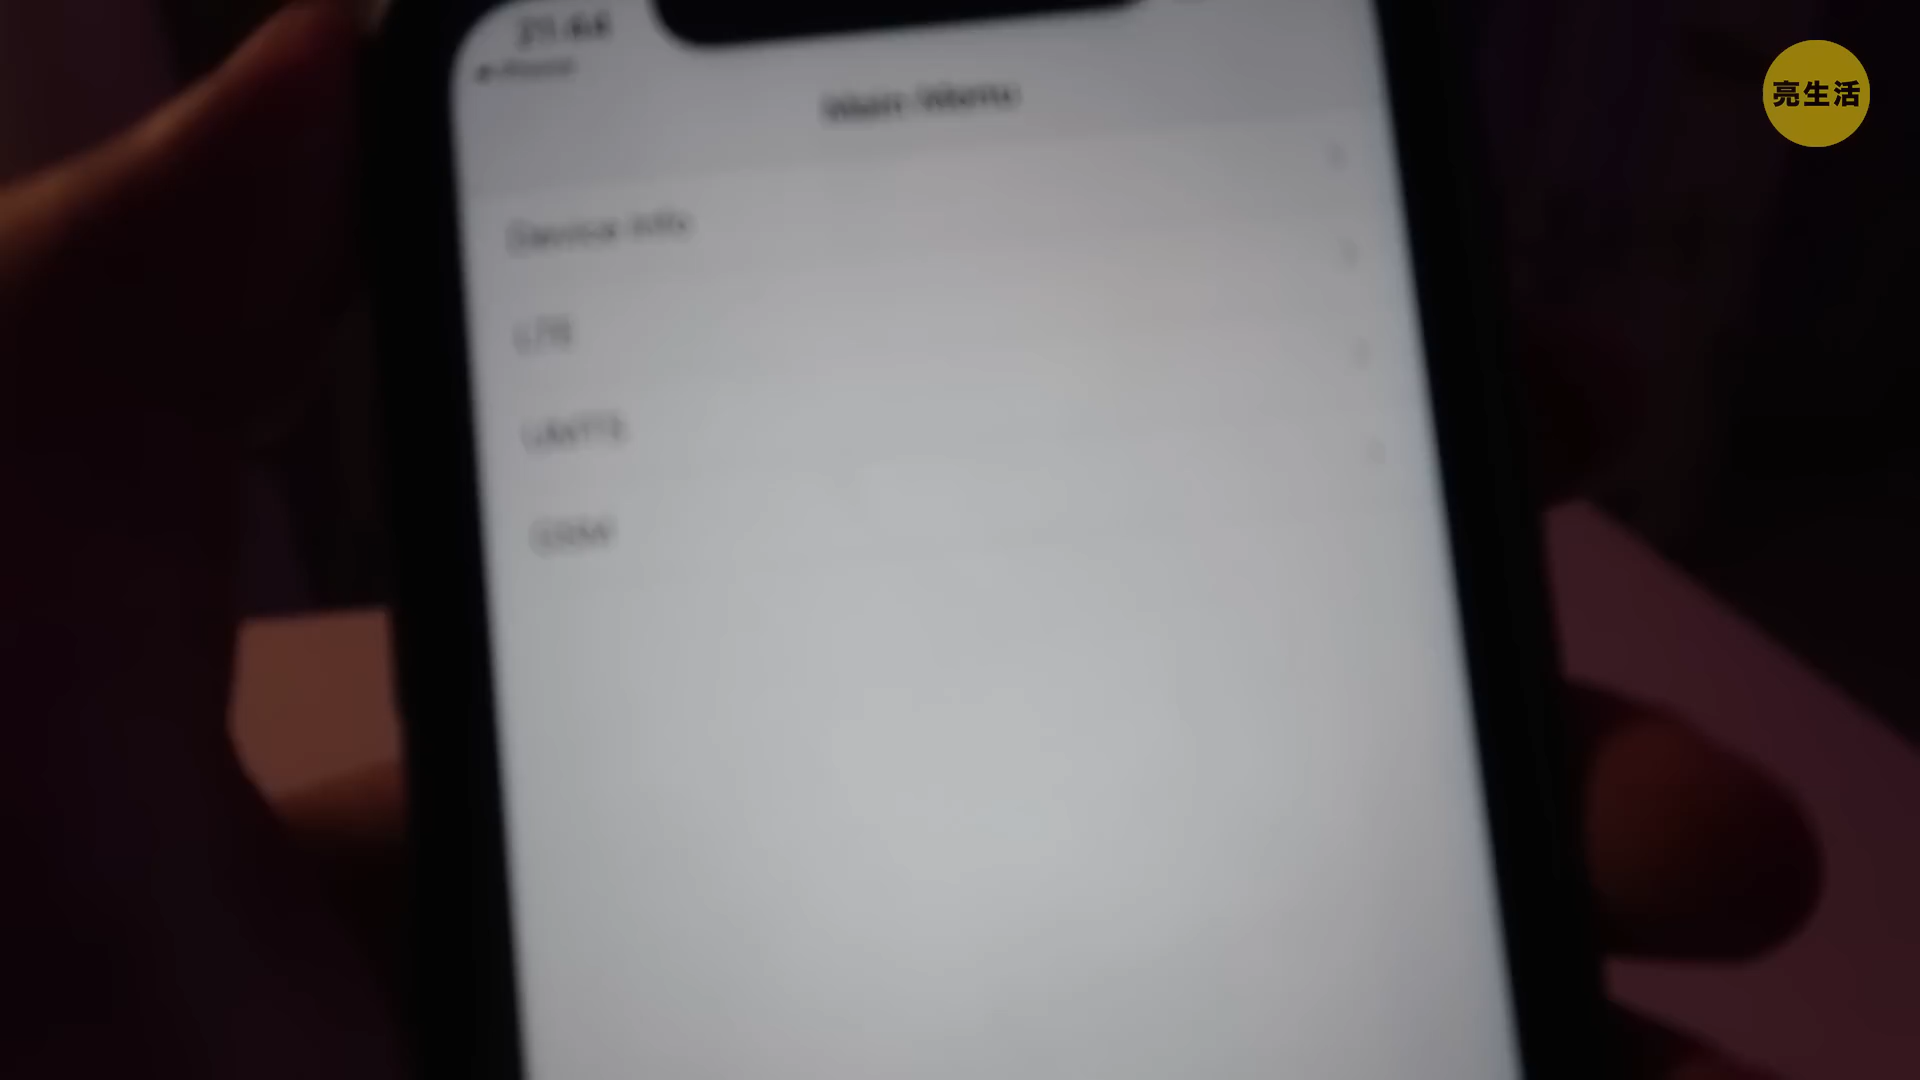 亮生活
Main Menu
Device Info
LTE
UMTS
GSM